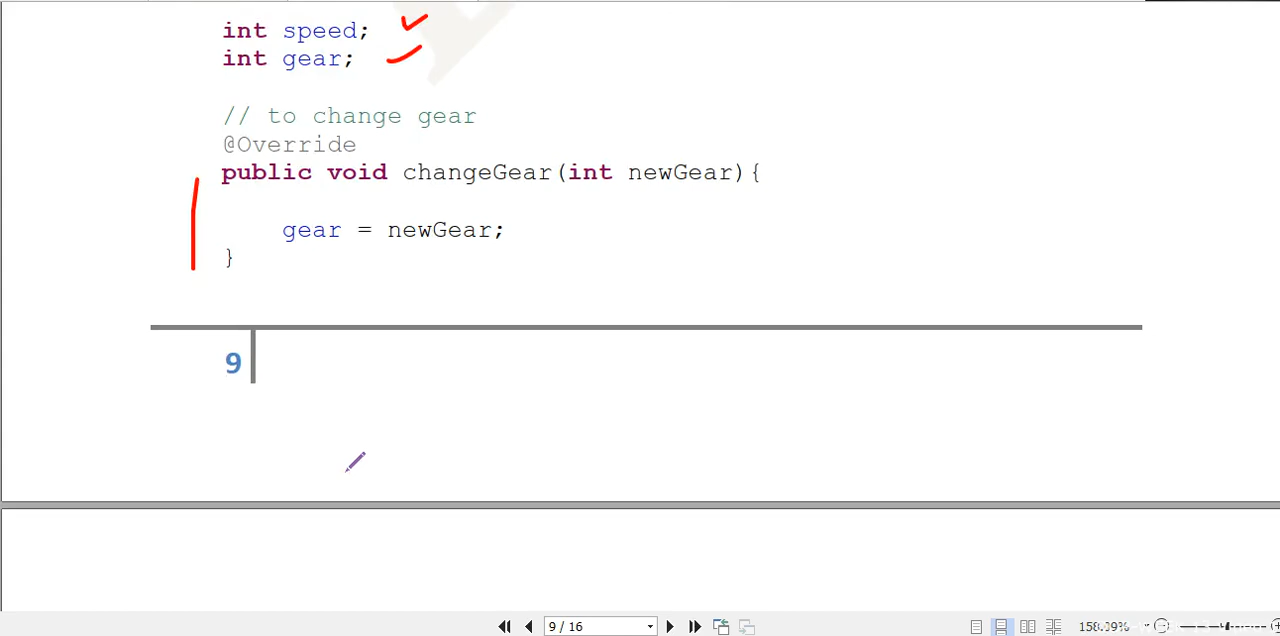 int speed;
int gear;
// to change gear
@Override
public void changeGear(int newGear){
gear = newGear;
}
9
9 / 16
158.09%